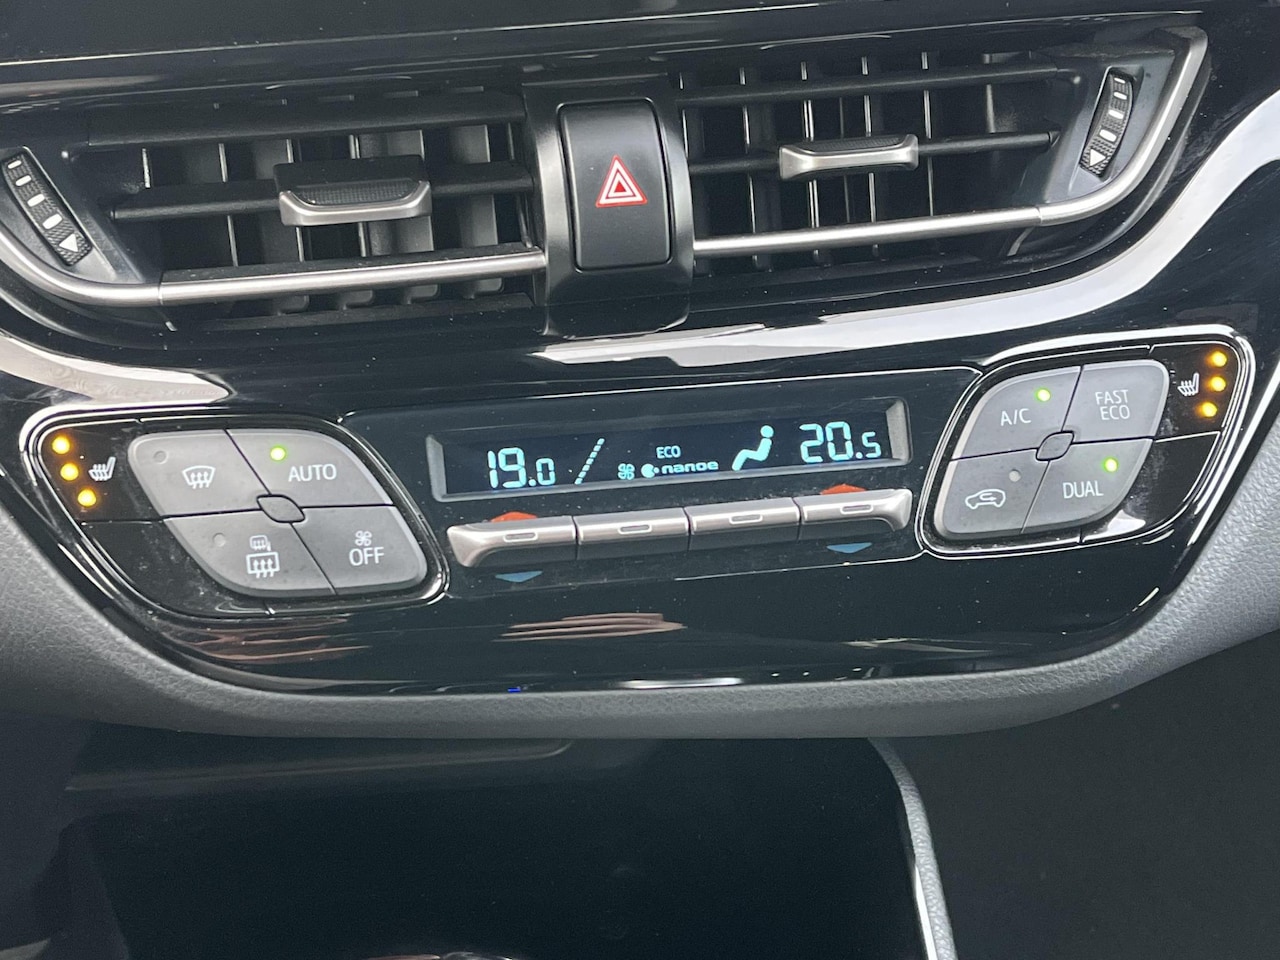 19.0
ECO
nanoe
20.5
AUTO
OFF
A/C
FAST
ECO
DUAL